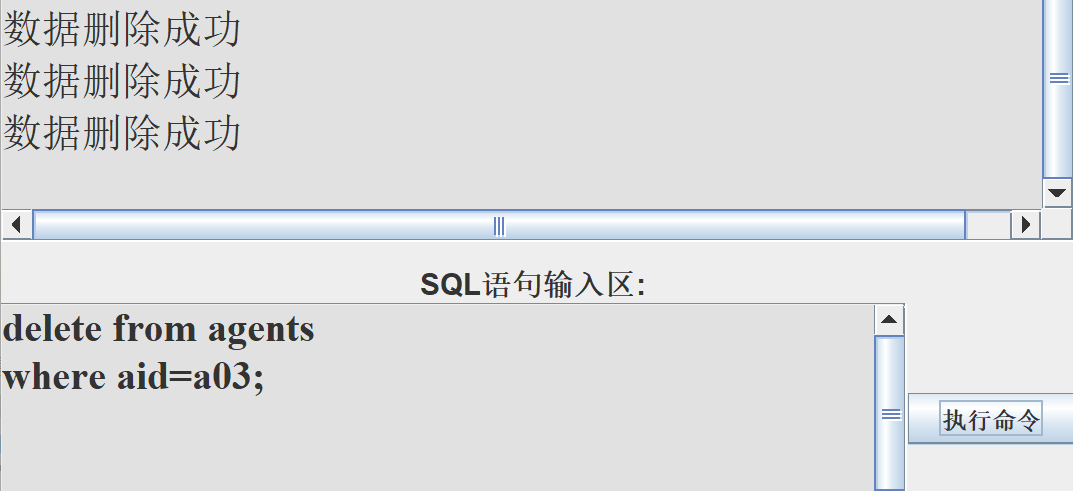 数据删除成功
数据删除成功
数据删除成功
SQL语句输入区:
delete from agents
where aid=a03;
执行命令